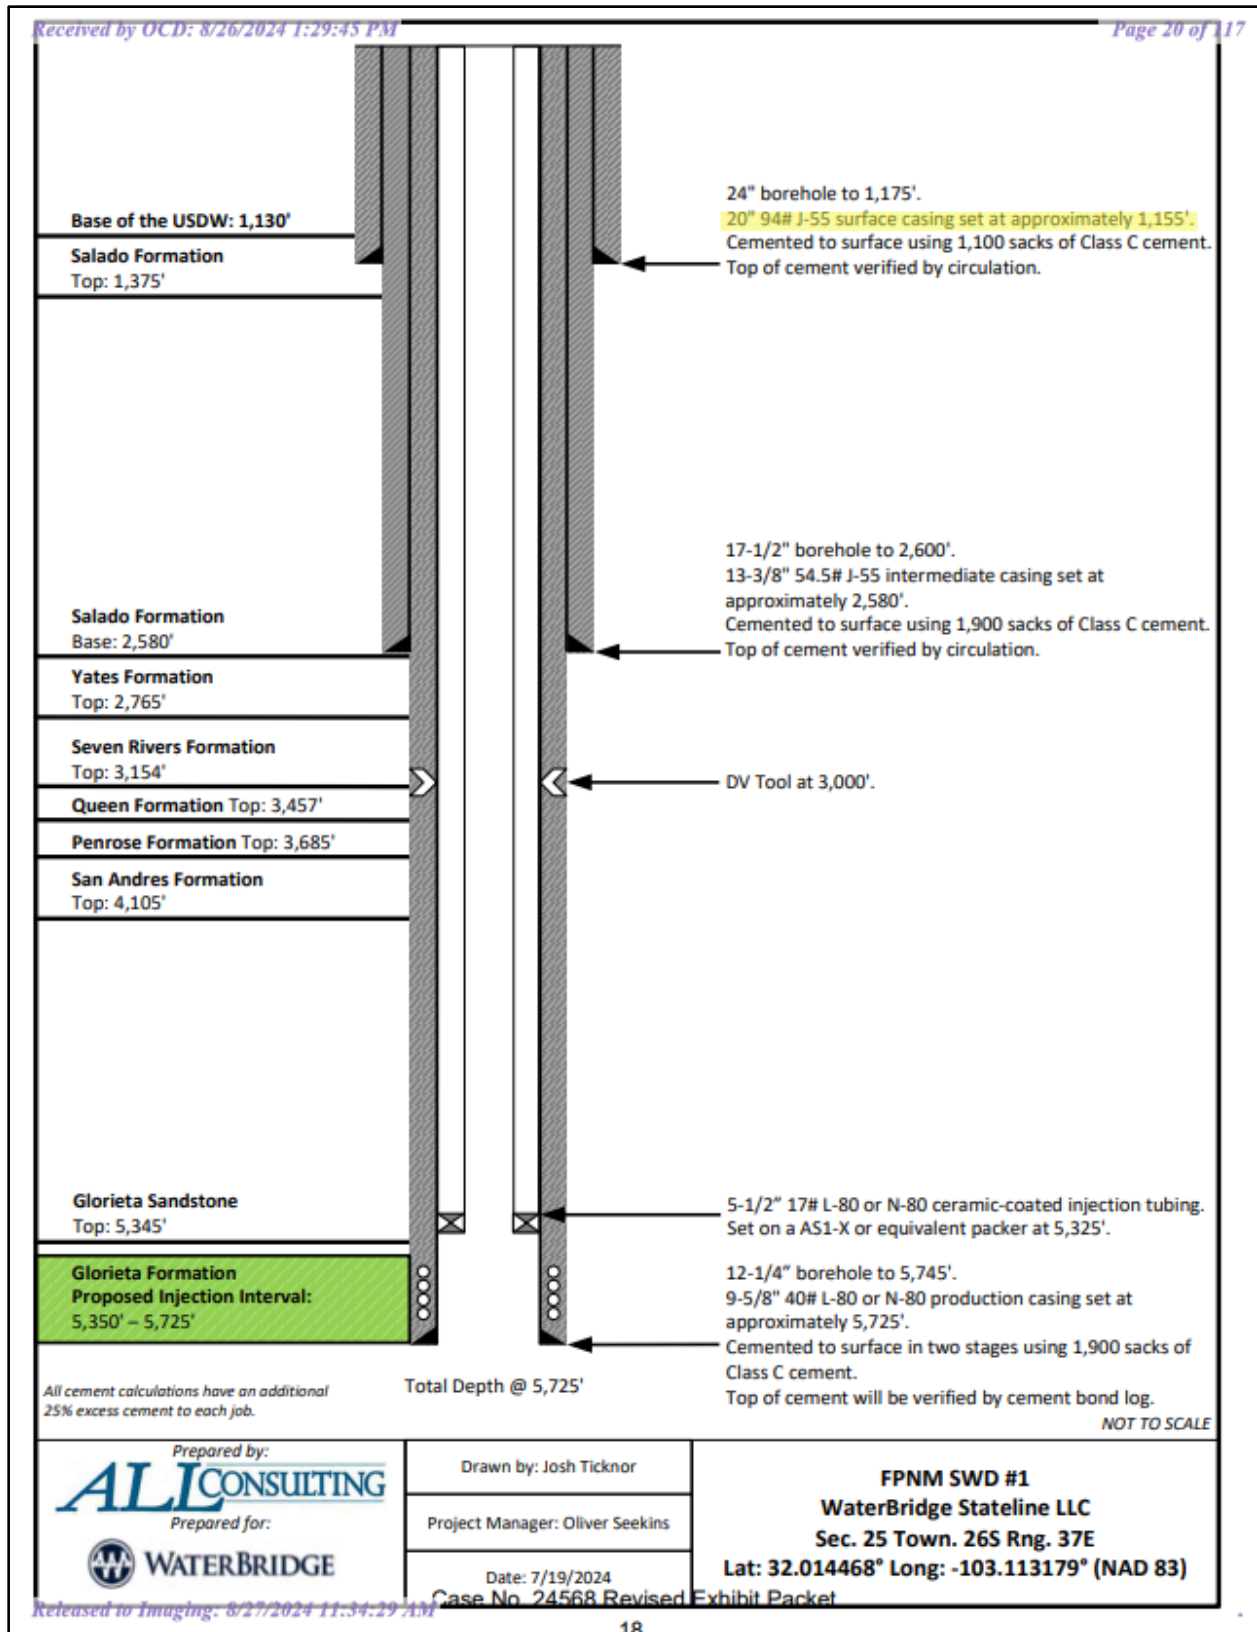 Received by OCD: 8/26/2024 1:29:45 PM
Page 20 of 117
Base of the USDW: 1,130'
Salado Formation
Top: 1,375'
24" borehole to 1,175'.
20" 94# J-55 surface casing set at approximately 1,155'.
Cemented to surface using 1,100 sacks of Class C cement.
Top of cement verified by circulation.
17-1/2" borehole to 2,600'.
13-3/8" 54.5# J-55 intermediate casing set at
approximately 2,580'.
Cemented to surface using 1,900 sacks of Class C cement.
Top of cement verified by circulation.
Salado Formation
Base: 2,580'
Yates Formation
Top: 2,765'
Seven Rivers Formation
Top: 3,154'
DV Tool at 3,000'.
Queen Formation Top: 3,457'
Penrose Formation Top: 3,685'
San Andres Formation
Top: 4,105'
Glorieta Sandstone
Top: 5,345'
5-1/2" 17# L-80 or N-80 ceramic-coated injection tubing.
Set on a AS1-X or equivalent packer at 5,325'.
Glorieta Formation
Proposed Injection Interval:
5,350' – 5,725'
12-1/4" borehole to 5,745'.
9-5/8" 40# L-80 or N-80 production casing set at
approximately 5,725'.
Cemented to surface in two stages using 1,900 sacks of
Class C cement.
Top of cement will be verified by cement bond log.
All cement calculations have an additional
25% excess cement to each job.
Total Depth @ 5,725'
NOT TO SCALE
Prepared by:
ALL CONSULTING
Prepared for:
WATERBRIDGE
Drawn by: Josh Ticknor
Project Manager: Oliver Seekins
Date: 7/19/2024
FPNM SWD #1
WaterBridge Stateline LLC
Sec. 25 Town. 26S Rng. 37E
Lat: 32.014468° Long: -103.113179° (NAD 83)
Case No. 24568 Revised Exhibit Packet
Released to Imaging: 8/27/2024 11:34:29 AM
18